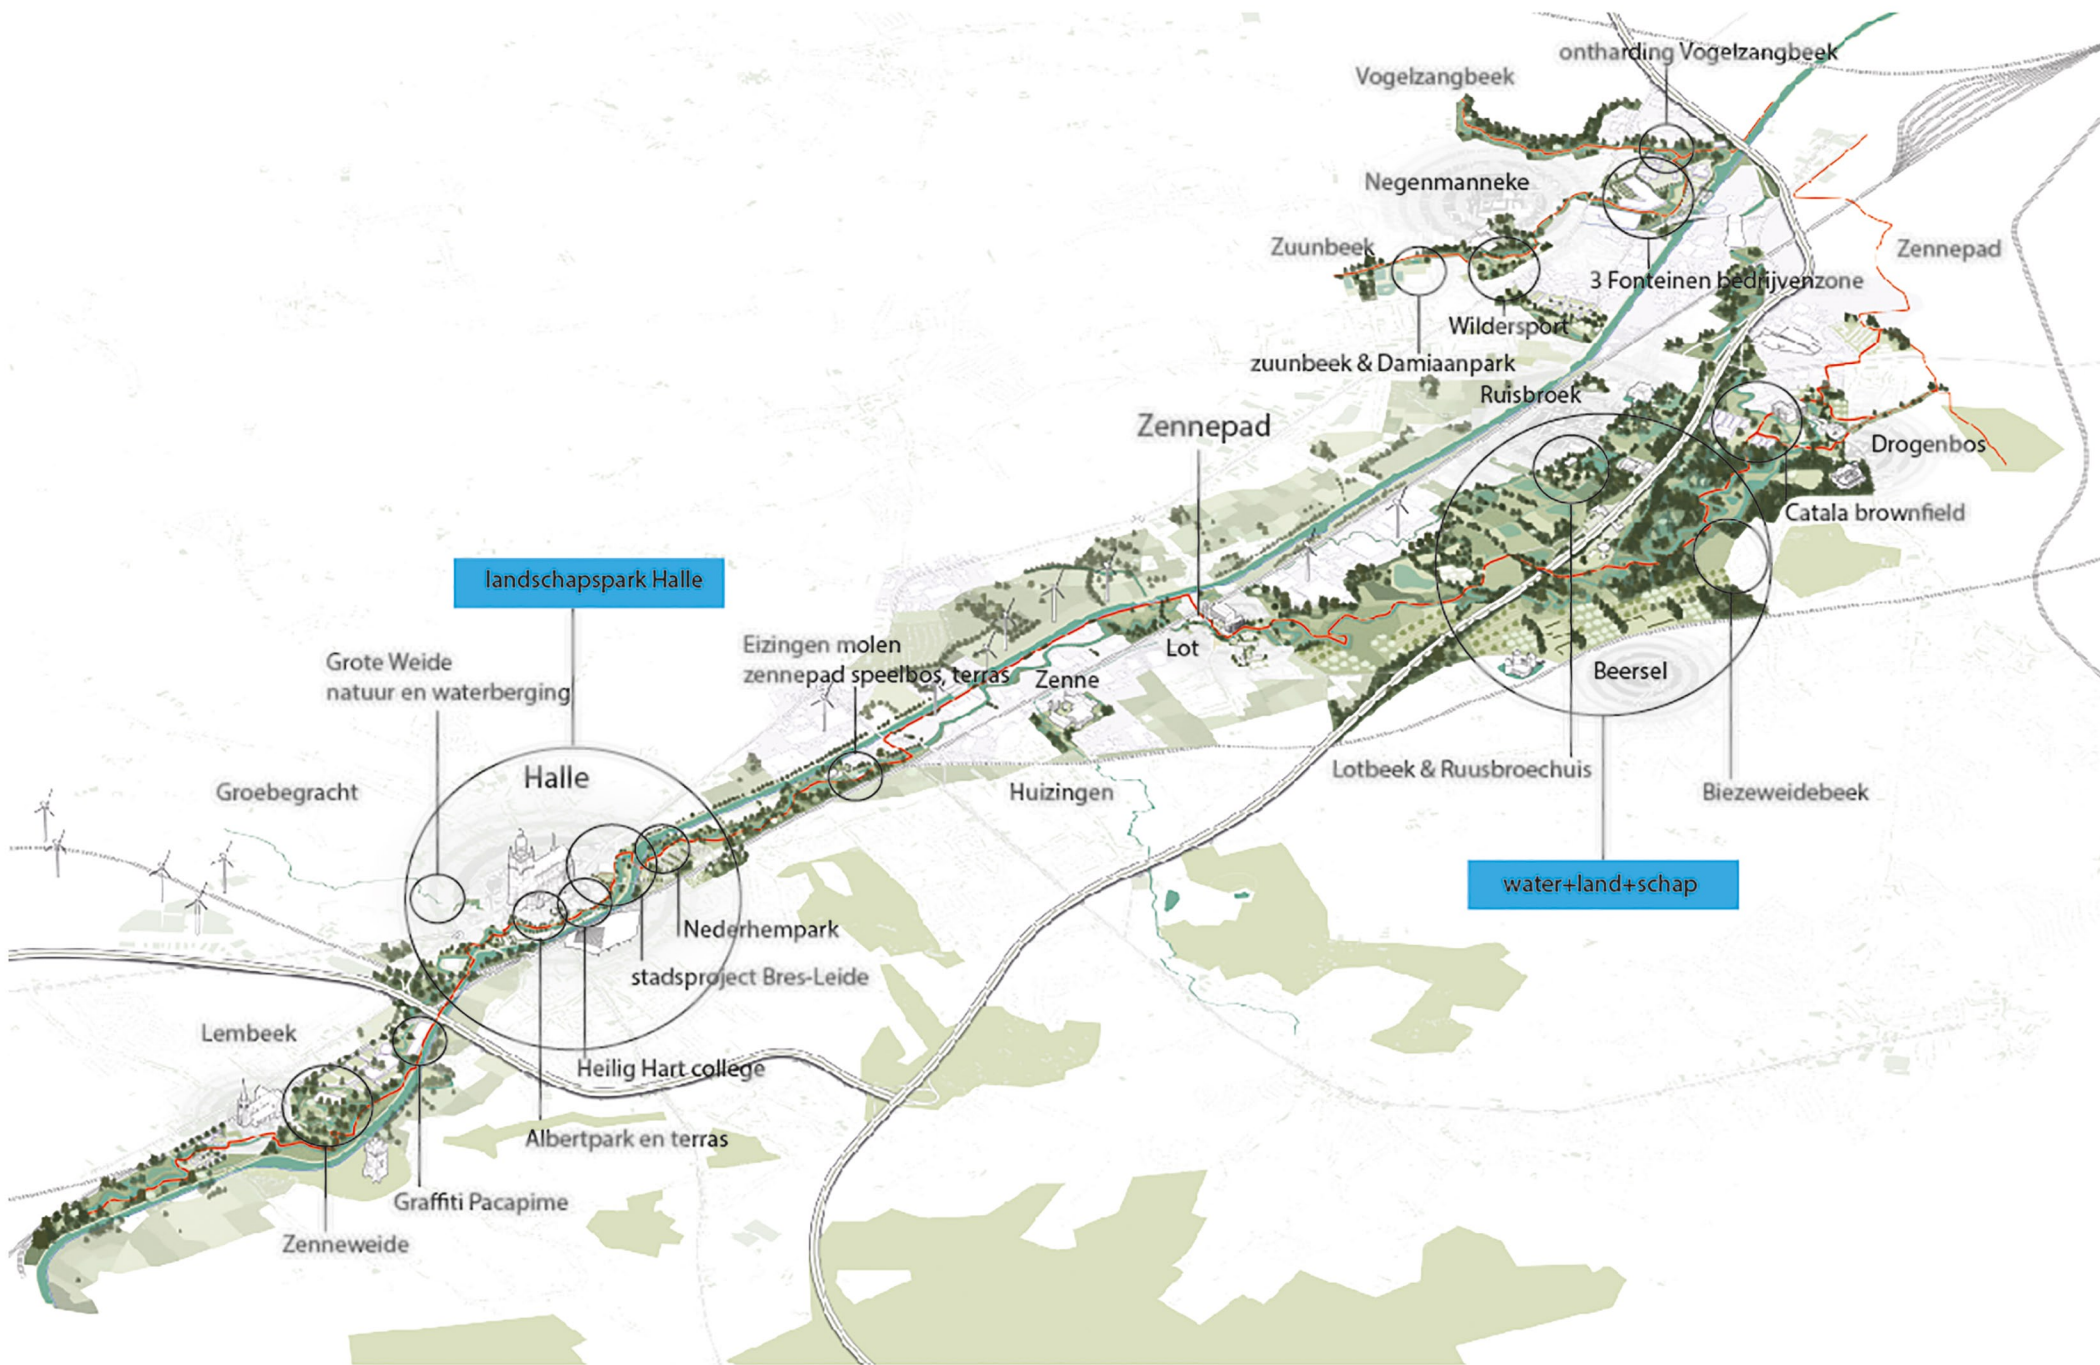 ontharding Vogelzangbeek
Vogelzangbeek
Negenmanneke
Zuunbeek
Zennepad
3 Fonteinen bedrijvenzone
Wildersport
zuunbeek & Damiaanpark
Ruisbroek
Zennepad
Drogenbos
Catala brownfield
landschapspark Halle
Eizingen molen
zennepad speelbos, terras
Lot
Zenne
Beersel
Grote Weide
natuur en waterberging
Halle
Groebegracht
Huizingen
Lotbeek & Ruusbroechuis
Biezeweidebeek
water+land+schap
Nederhempark
stadsproject Bres-Leide
Lembeek
Heilig Hart college
Albertpark en terras
Graffiti Pacapime
Zenneweide